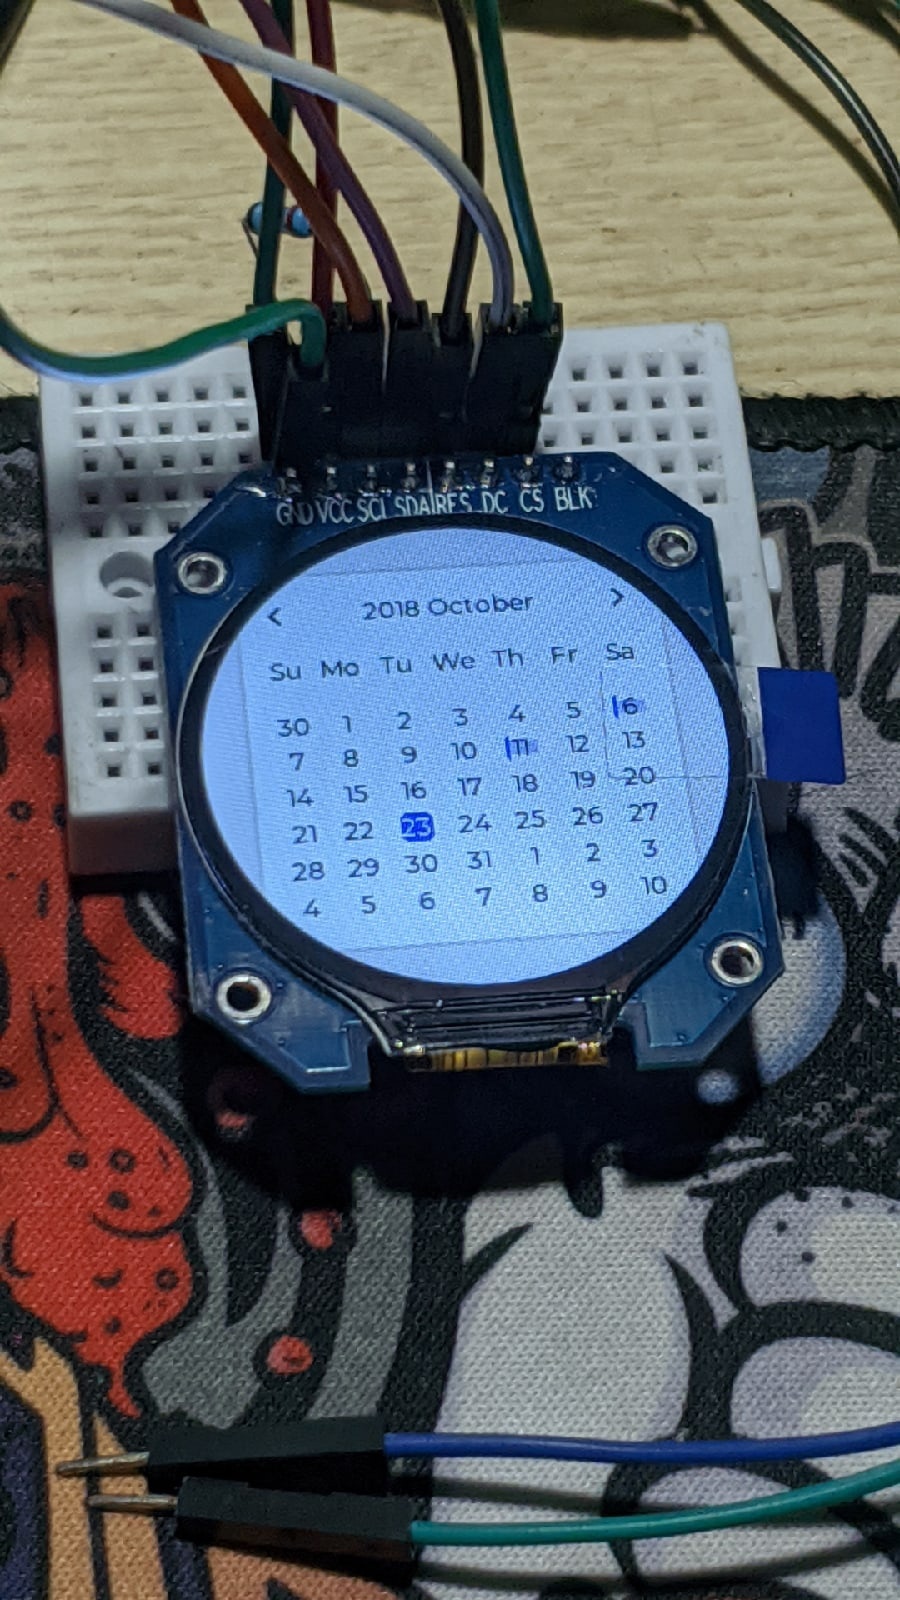 GND VCC SCL SDA RES DC CS BLK
< 2018 October >
Su Mo Tu We Th Fr Sa
30 1 2 3 4 5 6
7 8 9 10 11 12 13
14 15 16 17 18 19 20
21 22 23 24 25 26 27
28 29 30 31 1 2 3
4 5 6 7 8 9 10